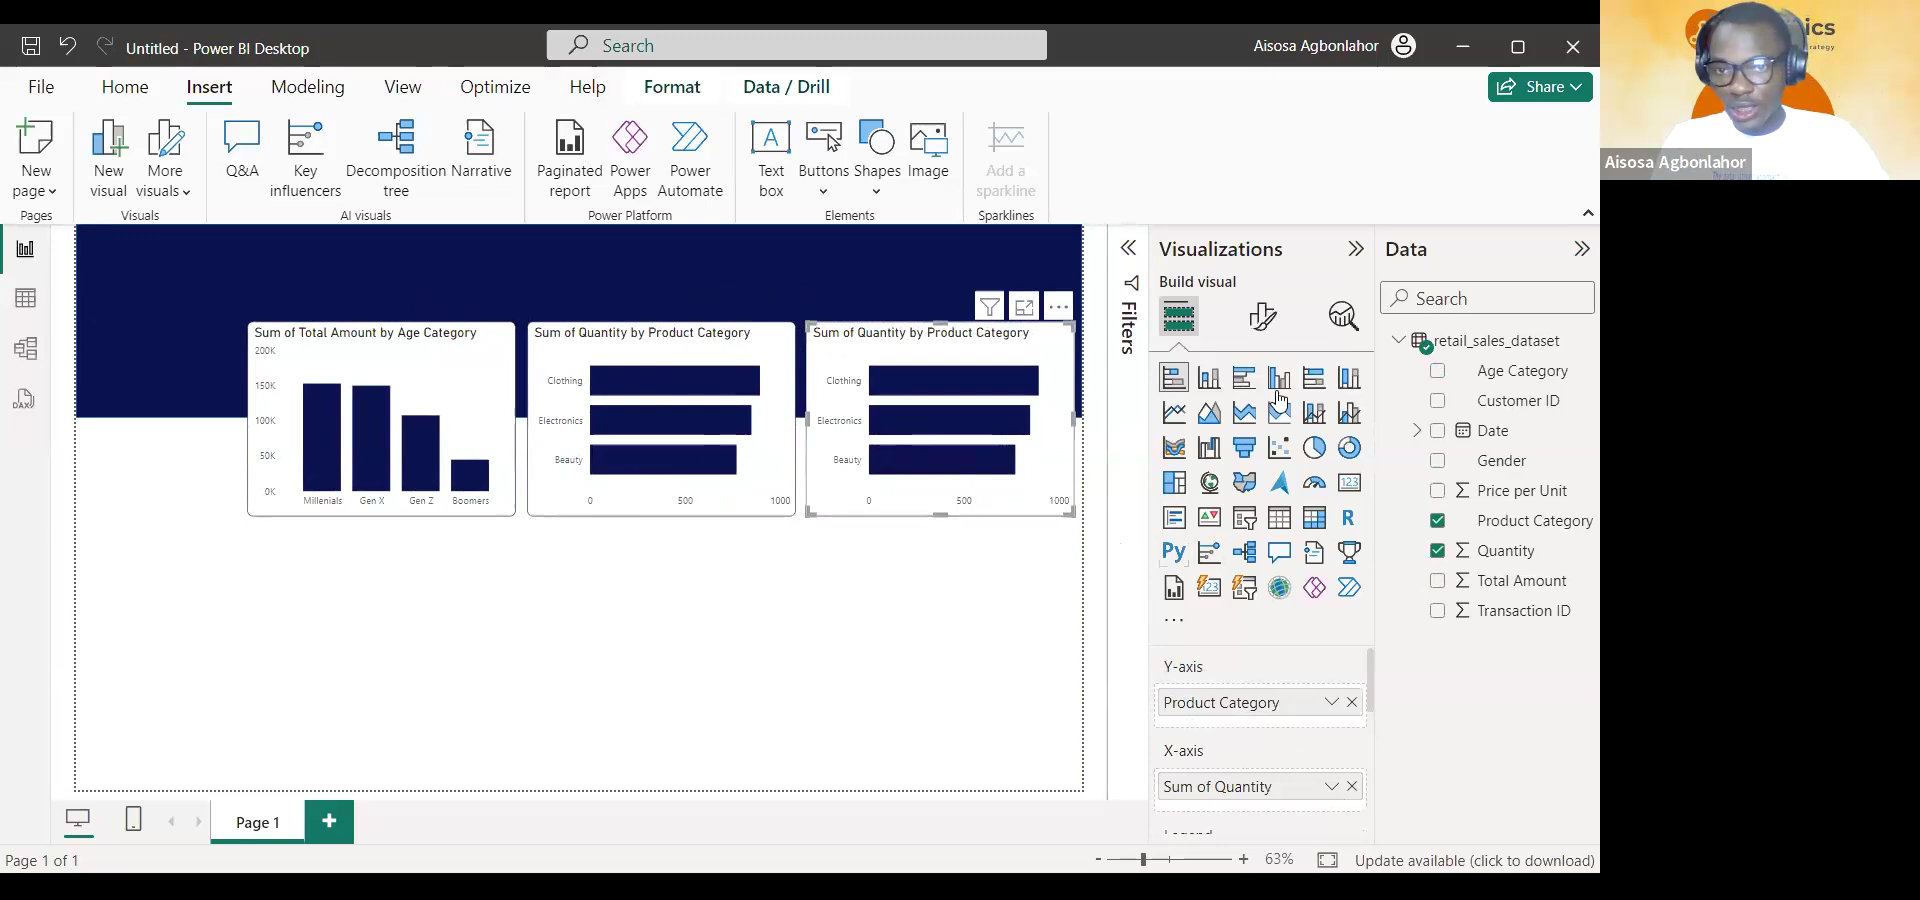 Untitled - Power BI Desktop
Search
Aisosa Agbonlahor
File
Home
Insert
Modeling
View
Optimize
Help
Format
Data / Drill
Share
New page
New visual
More visuals
Q&A
Key influencers
Decomposition tree
Narrative
Paginated report
Power Apps
Power Automate
Text box
Buttons
Shapes
Image
Add a sparkline
Pages
Visuals
AI visuals
Power Platform
Elements
Sparklines
ics
rategy
Aisosa Agbonlahor
DAX
Sum of Total Amount by Age Category
200K
150K
100K
50K
0K
Millenials
Gen X
Gen Z
Boomers
Sum of Quantity by Product Category
Clothing
Electronics
Beauty
0
500
1000
Sum of Quantity by Product Category
Clothing
Electronics
Beauty
0
500
1000
Filters
Visualizations
Build visual
123
R
Py
123
Y-axis
Product Category
X-axis
Sum of Quantity
Legend
Data
Search
retail_sales_dataset
Age Category
Customer ID
Date
Gender
Price per Unit
Product Category
Quantity
Total Amount
Transaction ID
Page 1
Page 1 of 1
63%
Update available (click to download)